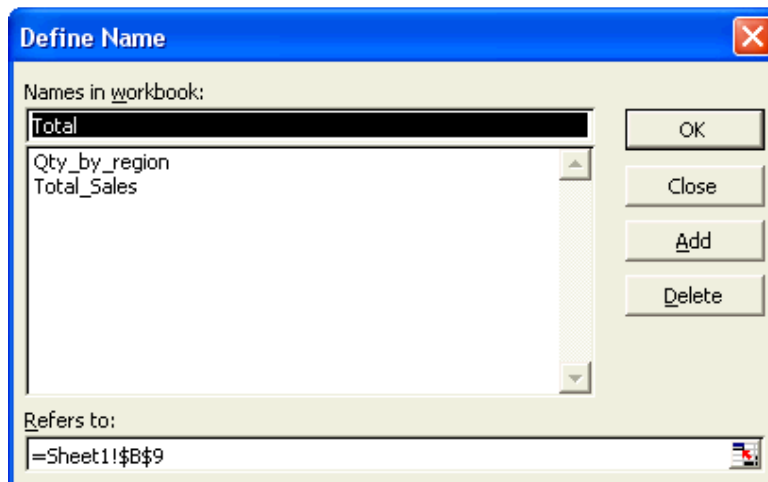 Define Name
Names in workbook:
Total
OK
Qty_by_region
Total_Sales
Close
Add
Delete
Refers to:
=Sheet1!$B$9